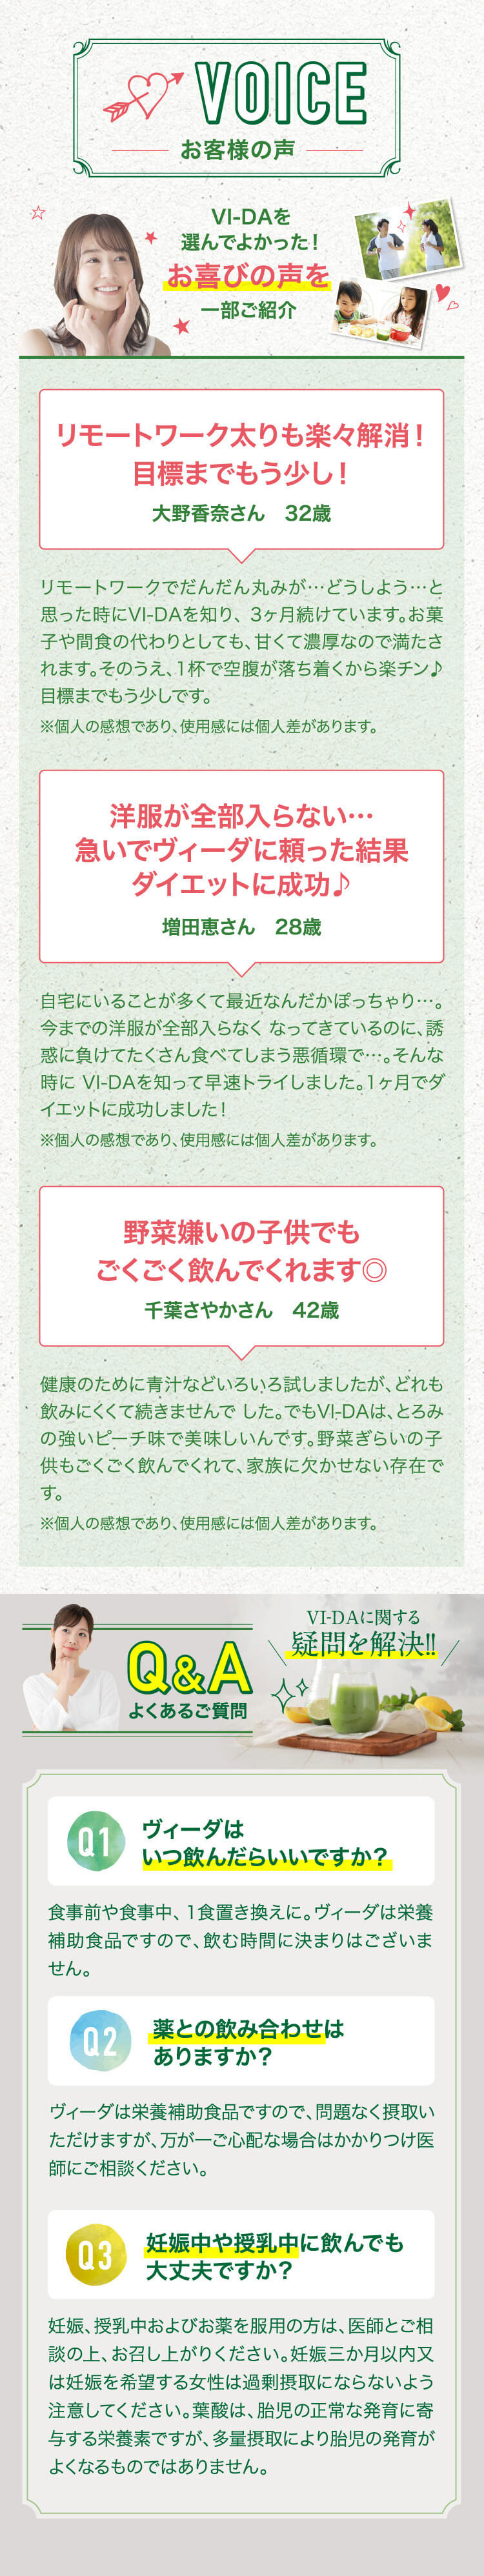 VOICE
お客様の声
VI-DAを
選んでよかった！
お喜びの声を
一部ご紹介
リモートワーク太りも楽々解消！
目標までもう少し！
大野香奈さん　32歳
リモートワークでだんだん丸みが…どうしよう…と
思った時にVI-DAを知り、3ヶ月続けています。お菓
子や間食の代わりとしても、甘くて濃厚なので満たさ
れます。そのうえ、1杯で空腹が落ち着くから楽チン♪
目標までもう少しです。
※個人の感想であり、使用感には個人差があります。
洋服が全部入らない…
急いでヴィーダに頼った結果
ダイエットに成功♪
増田恵さん　28歳
自宅にいることが多くて最近なんだかぽっちゃり…。
今までの洋服が全部入らなく なってきているのに、誘
惑に負けてたくさん食べてしまう悪循環で…。そんな
時に VI-DAを知って早速トライしました。1ヶ月でダ
イエットに成功しました！
※個人の感想であり、使用感には個人差があります。
野菜嫌いの子供でも
ごくごく飲んでくれます◎
千葉さやかさん　42歳
健康のために青汁などいろいろ試しましたが、どれも
飲みにくくて続きませんで した。でもVI-DAは、とろみ
の強いピーチ味で美味しいんです。野菜ぎらいの子
供もごくごく飲んでくれて、家族に欠かせない存在で
す。
※個人の感想であり、使用感には個人差があります。
Q&A
よくあるご質問
VI-DAに関する
疑問を解決!!
Q1
ヴィーダは
いつ飲んだらいいですか？
食事前や食事中、1食置き換えに。ヴィーダは栄養
補助食品ですので、飲む時間に決まりはございま
せん。
Q2
薬との飲み合わせは
ありますか？
ヴィーダは栄養補助食品ですので、問題なく摂取い
ただけますが、万が一ご心配な場合はかかりつけ医
師にご相談ください。
Q3
妊娠中や授乳中に飲んでも
大丈夫ですか？
妊娠、授乳中およびお薬を服用の方は、医師とご相
談の上、お召し上がりください。妊娠三か月以内又
は妊娠を希望する女性は過剰摂取にならないよう
注意してください。葉酸は、胎児の正常な発育に寄
与する栄養素ですが、多量摂取により胎児の発育が
よくなるものではありません。